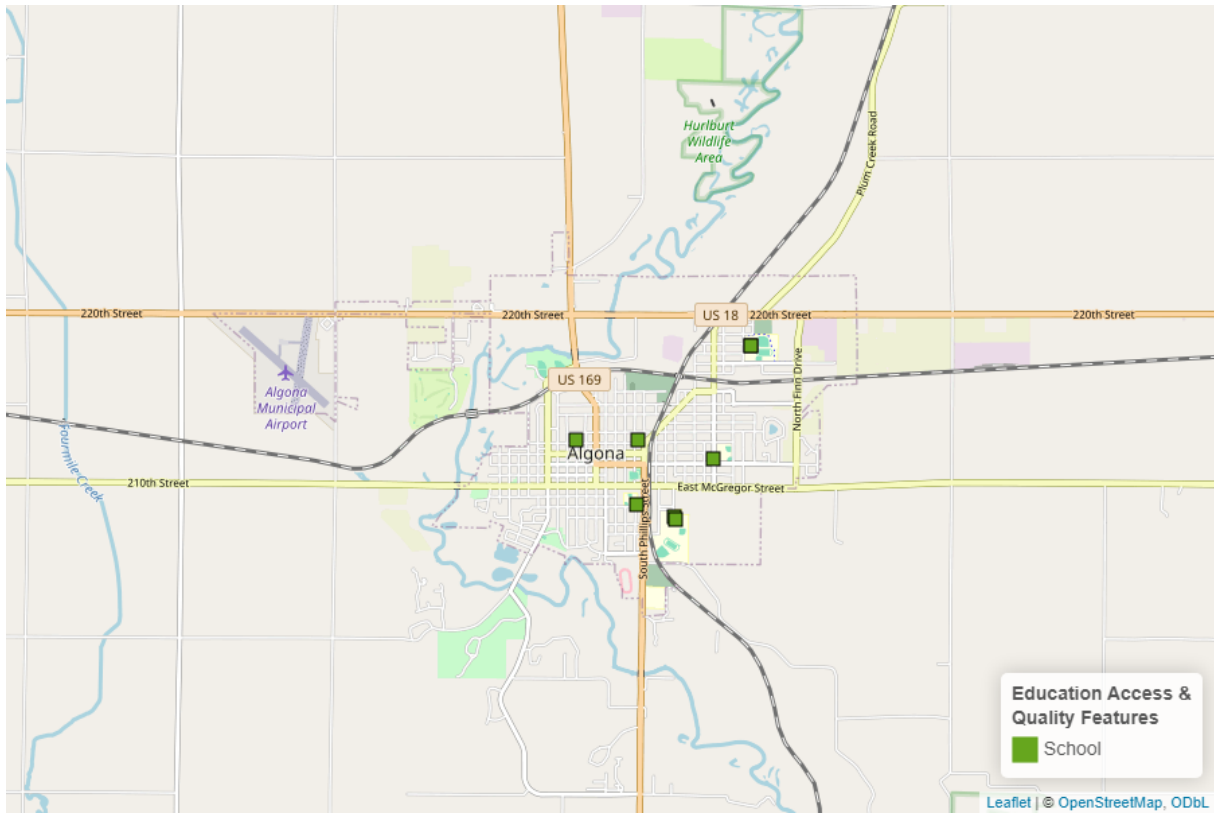 Hurlburt
Wildlife
Area
Plum Creek Road
220th Street
220th Street
US 18
220th Street
220th Street
US 169
Algona
Municipal
Airport
North Finn Drive
Fourmile Creek
Algona
210th Street
East McGregor Street
South Phillips Street
Education Access &
Quality Features
School
Leaflet | © OpenStreetMap, ODbL